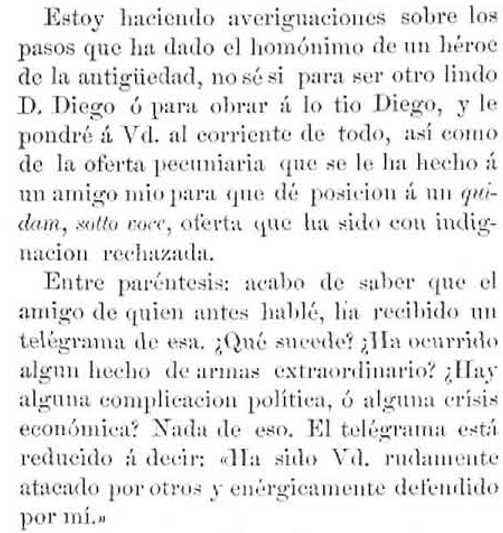 Estoy haciendo averiguaciones sobre los
pasos que ha dado el homónimo de un héroe
de la antigüedad, no sé si para ser otro lindo
D. Diego ó para obrar á lo tio Diego, y le
pondré á Vd. al corriente de todo, así como
de la oferta pecuniaria que se le ha hecho á
un amigo mio para que dé posicion á un qui-
dam, sotto voce, oferta que ha sido con indig-
nacion rechazada.
Entre paréntesis: acabo de saber que el
amigo de quien antes hablé, ha recibido un
telégrama de esa. ¿Qué sucede? ¿Ha ocurrido
algun hecho de armas extraordinario? ¿Hay
alguna complicacion política, ó alguna crísis
económica? Nada de eso. El telégrama está
reducido á decir: «Ha sido Vd. rudamente
atacado por otros y enérgicamente defendido
por mí.»